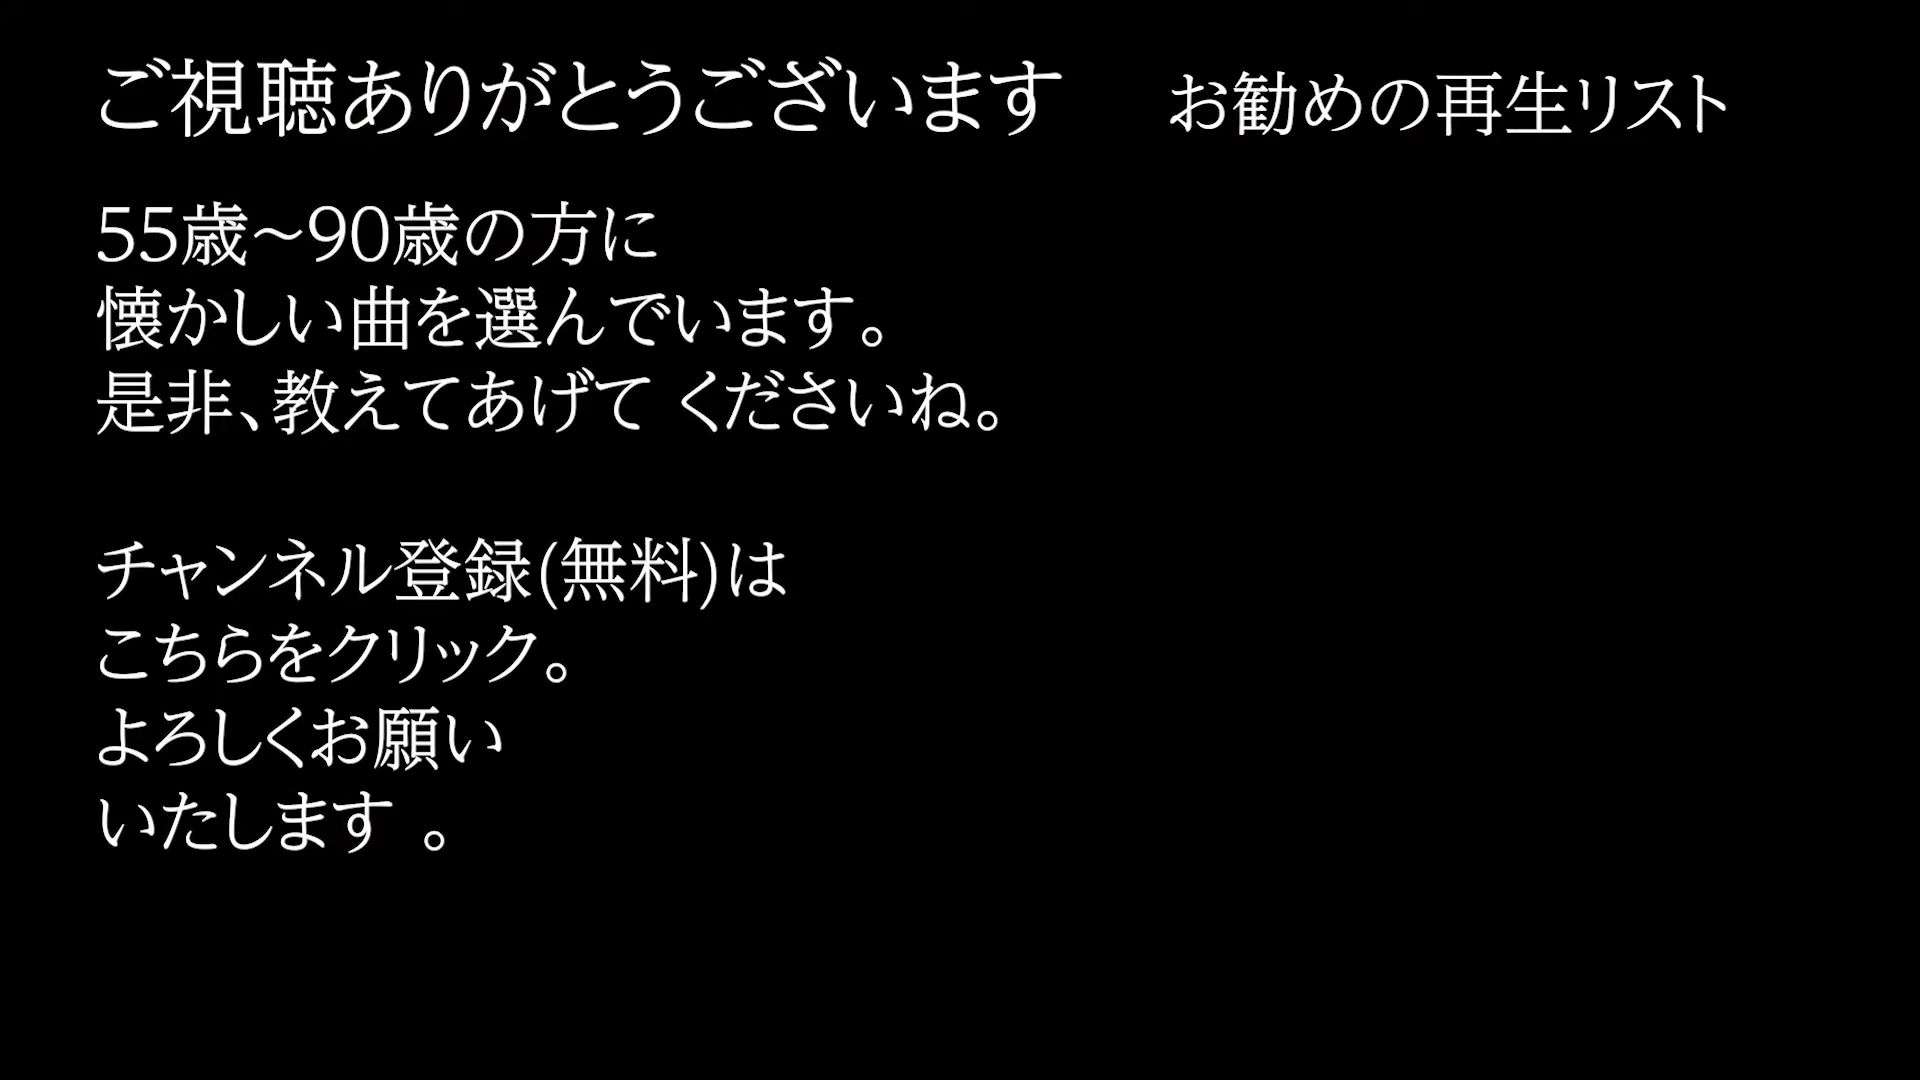 ご視聴ありがとうございます
お勧めの再生リスト
55歳～90歳の方に
懐かしい曲を選んでいます。
是非、教えてあげて くださいね。
チャンネル登録(無料)は
こちらをクリック。
よろしくお願い
いたします 。